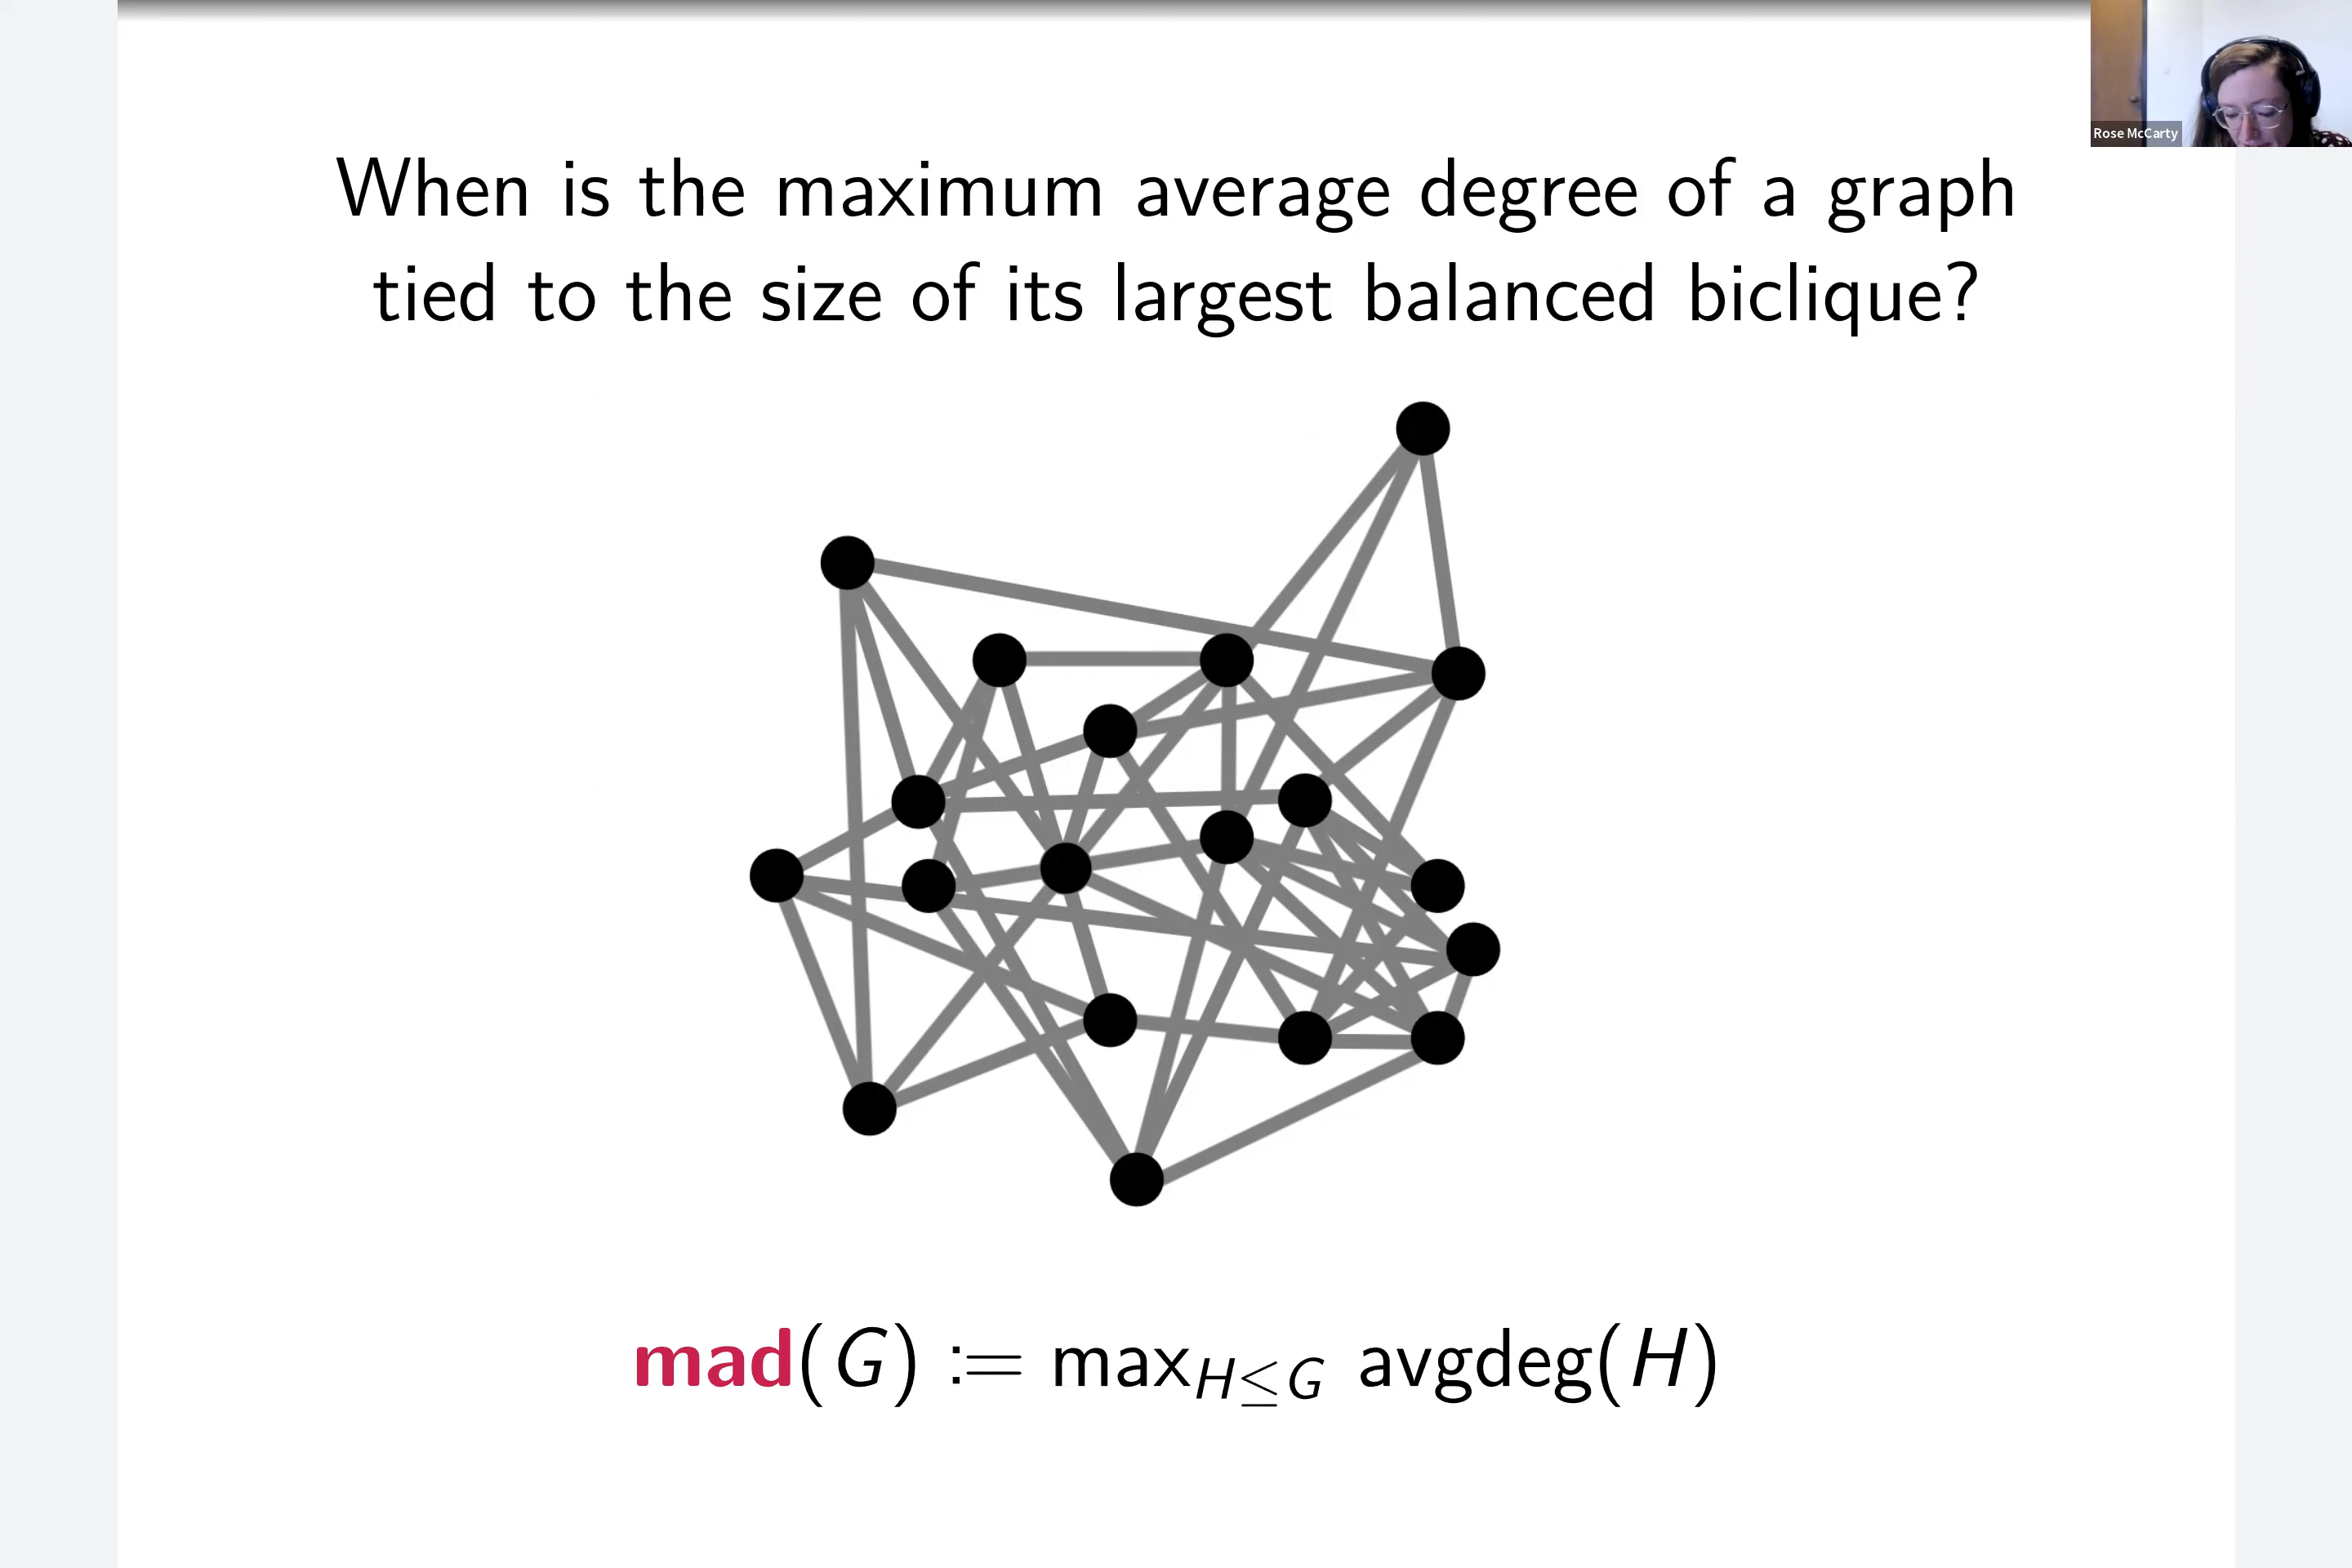 Rose McCarty
When is the maximum average degree of a graph
tied to the size of its largest balanced biclique?
mad(G) := max_{H≤G} avgdeg(H)